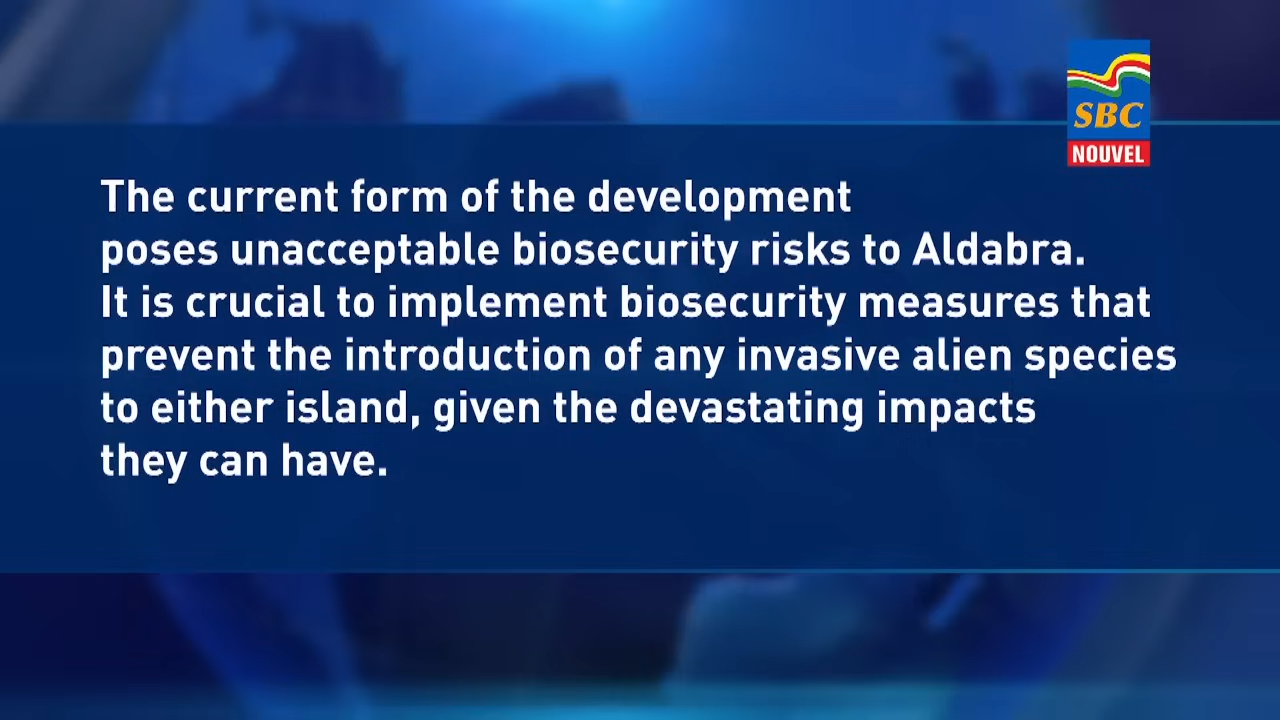 SBC
NOUVEL
The current form of the development
poses unacceptable biosecurity risks to Aldabra.
It is crucial to implement biosecurity measures that
prevent the introduction of any invasive alien species
to either island, given the devastating impacts
they can have.